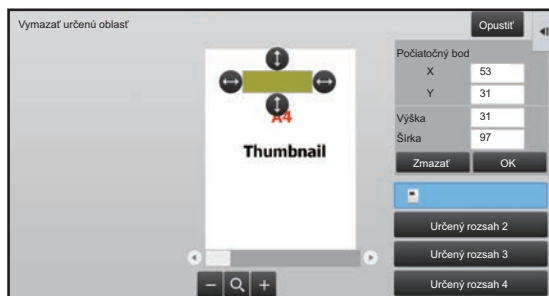 Vymazať určenú oblasť
Opustiť
Počiatočný bod
X 53
Y 31
Výška 31
Šírka 97
Zmazať OK
A4
Thumbnail
Určený rozsah 2
Určený rozsah 3
Určený rozsah 4